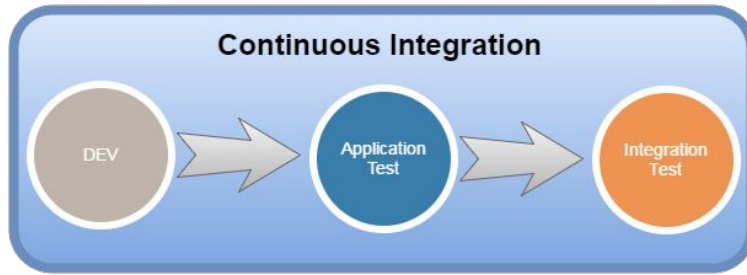 Continuous Integration
DEV
Application
Test
Integration
Test